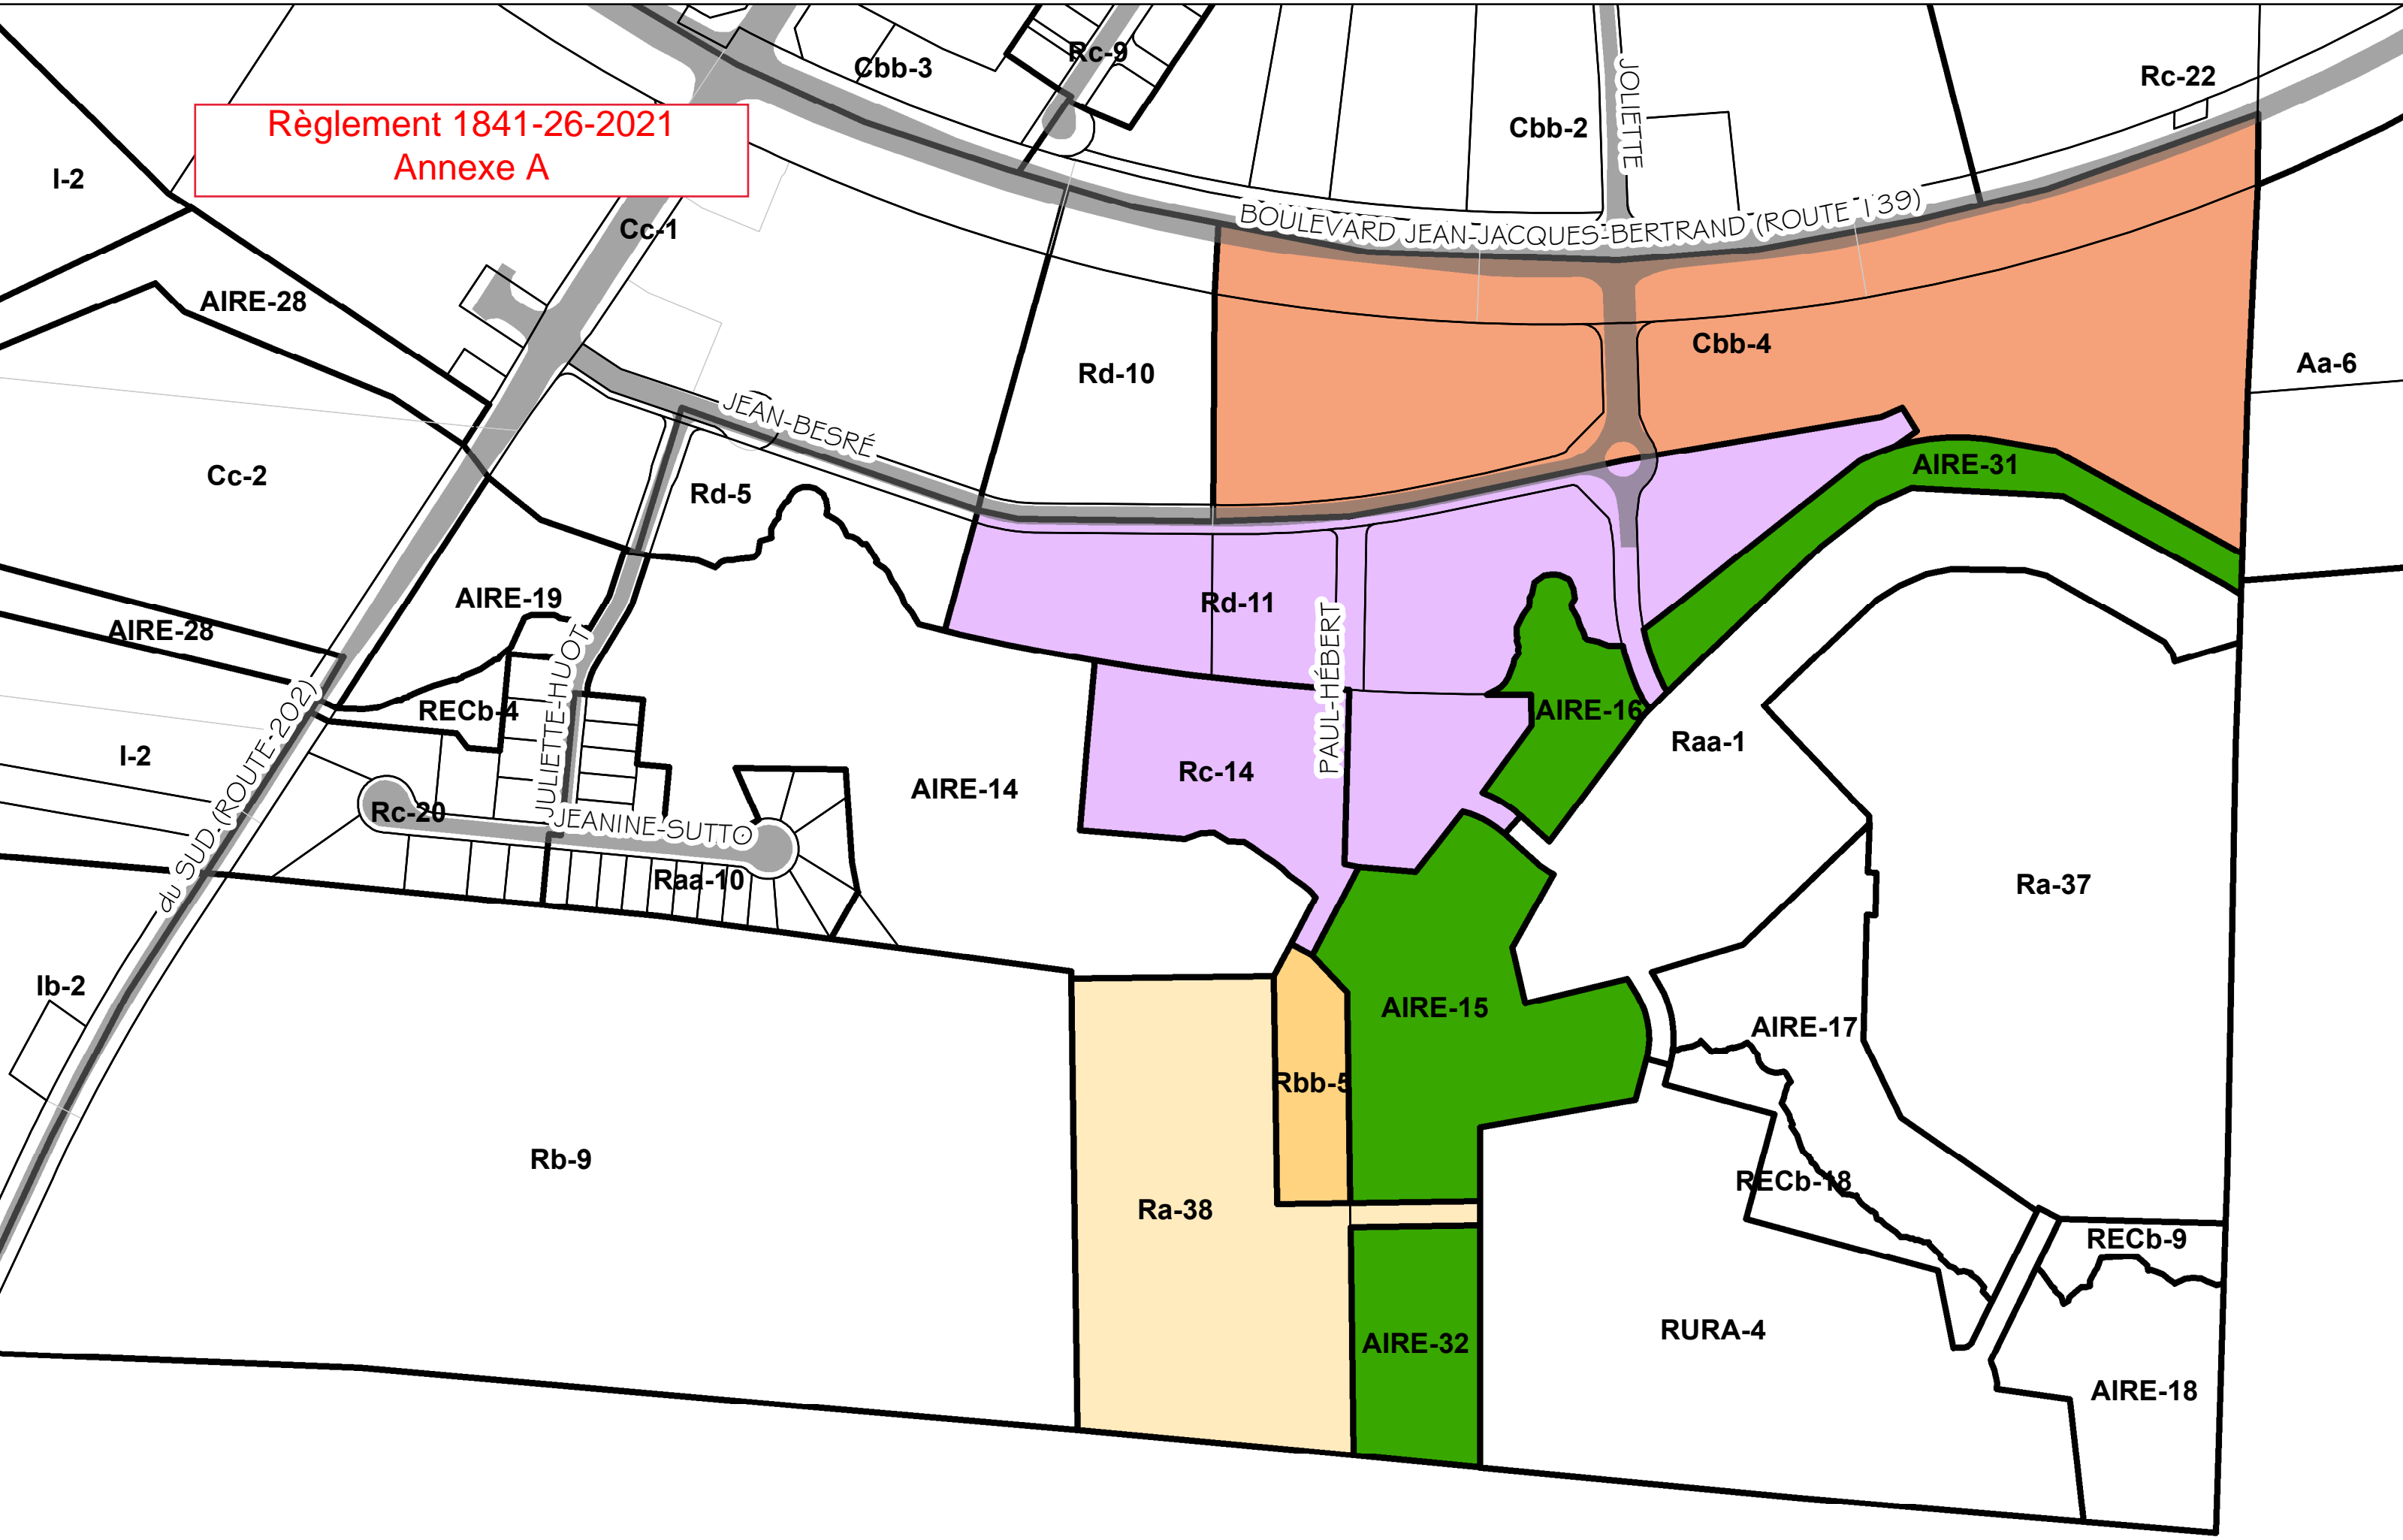 Rc-9
Cbb-3
Rc-22
JOLIETTE
Règlement 1841-26-2021
Annexe A
Cbb-2
I-2
BOULEVARD JEAN-JACQUES-BERTRAND (ROUTE 139)
Cc-1
AIRE-28
Cbb-4
Aa-6
Rd-10
JEAN-BESRÉ
AIRE-31
Cc-2
Rd-5
AIRE-19
Rd-11
AIRE-28
JULIETTE-HUOT
PAUL-HÉBERT
RECb-4
AIRE-16
Raa-1
I-2
du SUD (ROUTE 202)
Rc-14
AIRE-14
Rc-20
JEANINE-SUTTO
Raa-10
Ra-37
Ib-2
AIRE-15
AIRE-17
Rbb-5
Rb-9
RECb-18
Ra-38
RECb-9
RURA-4
AIRE-32
AIRE-18